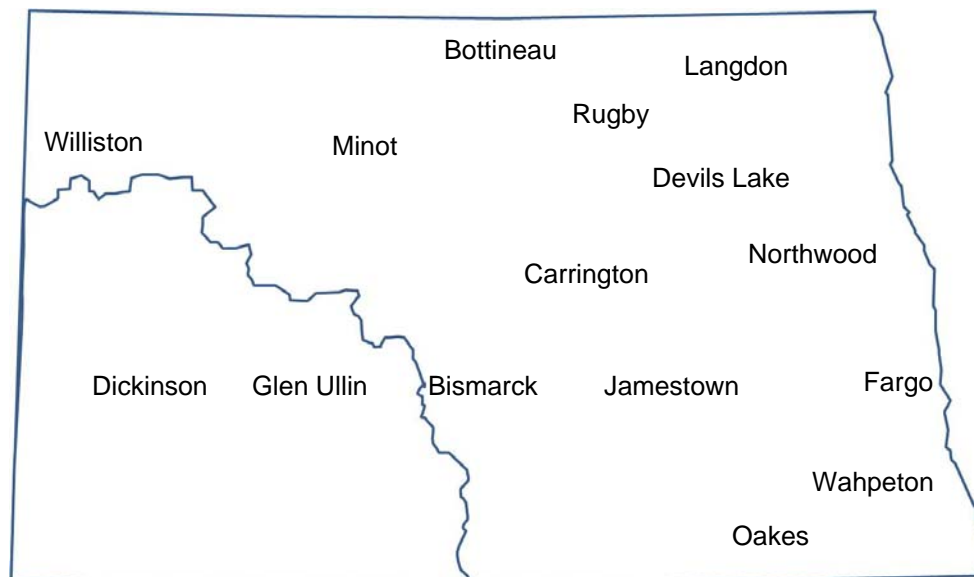 Bottineau
Langdon
Rugby
Williston
Minot
Devils Lake
Northwood
Carrington
Dickinson
Glen Ullin
Bismarck
Jamestown
Fargo
Wahpeton
Oakes